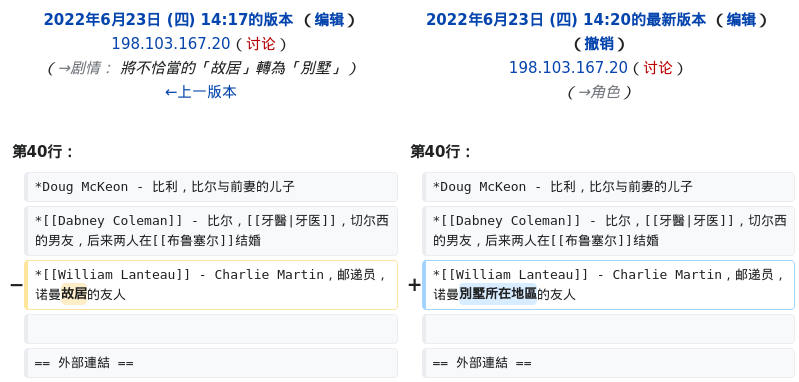 2022年6月23日 (四) 14:17的版本 （编辑）
198.103.167.20（讨论）
（→剧情： 將不恰當的「故居」轉為「別墅」）
←上一版本
2022年6月23日 (四) 14:20的最新版本 （编辑）
（撤销）
198.103.167.20（讨论）
（→角色）
第40行：
第40行：
*Doug McKeon - 比利，比尔与前妻的儿子
*Doug McKeon - 比利，比尔与前妻的儿子
*[[Dabney Coleman]] - 比尔，[[牙醫|牙医]]，切尔西
的男友，后来两人在[[布鲁塞尔]]结婚
*[[Dabney Coleman]] - 比尔，[[牙醫|牙医]]，切尔西
的男友，后来两人在[[布鲁塞尔]]结婚
−
*[[William Lanteau]] - Charlie Martin，邮递员，
诺曼故居的友人
+
*[[William Lanteau]] - Charlie Martin，邮递员，
诺曼別墅所在地區的友人
== 外部連結 ==
== 外部連結 ==